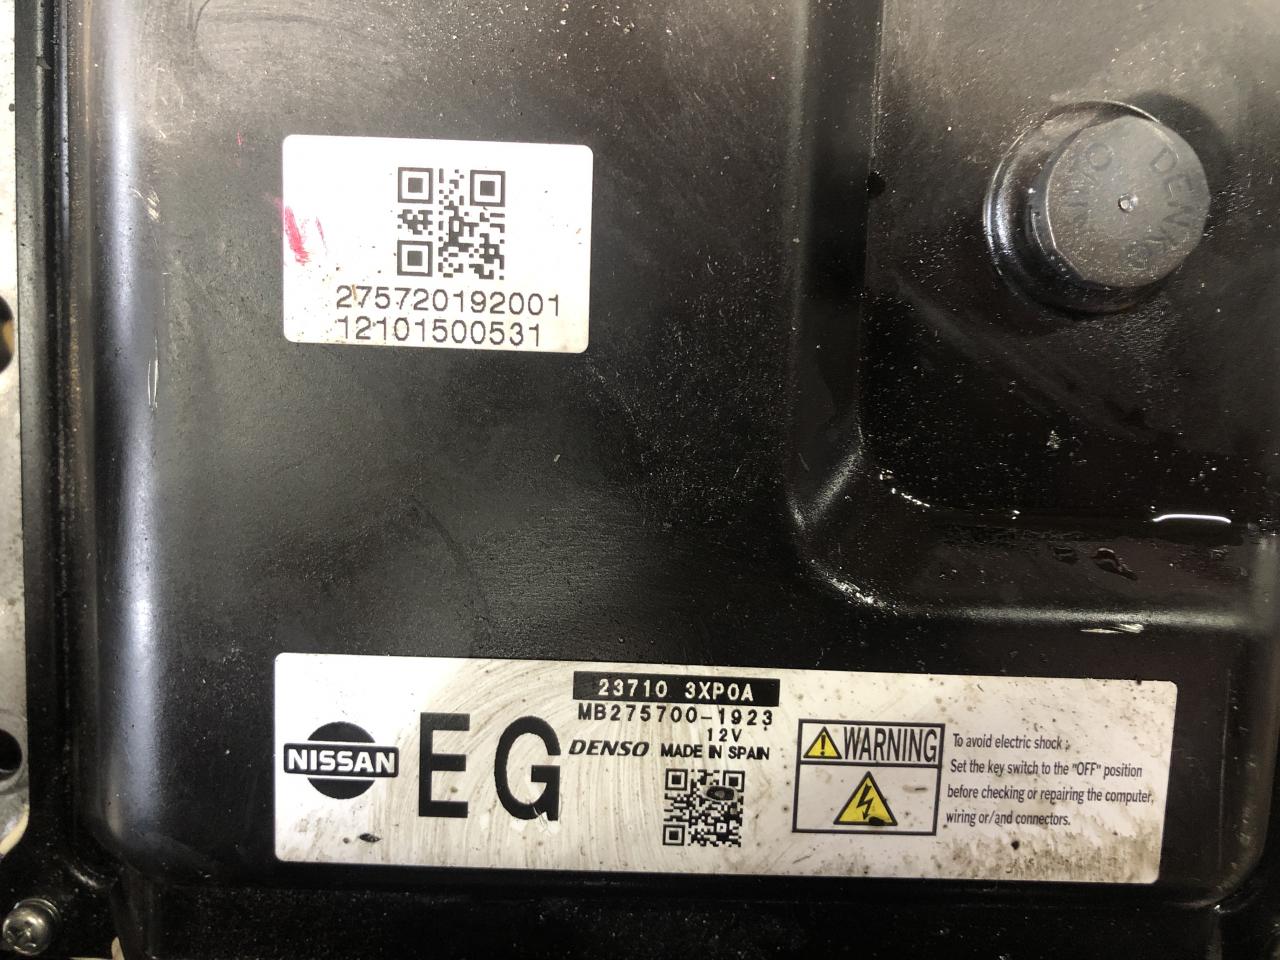 DENKO
275720192001
12101500531
23710 3XP0A
MB275700-1923
12V
NISSAN
EG
DENSO MADE IN SPAIN
WARNING
To avoid electric shock ;
Set the key switch to the "OFF" position
before checking or repairing the computer,
wiring or/and connectors.